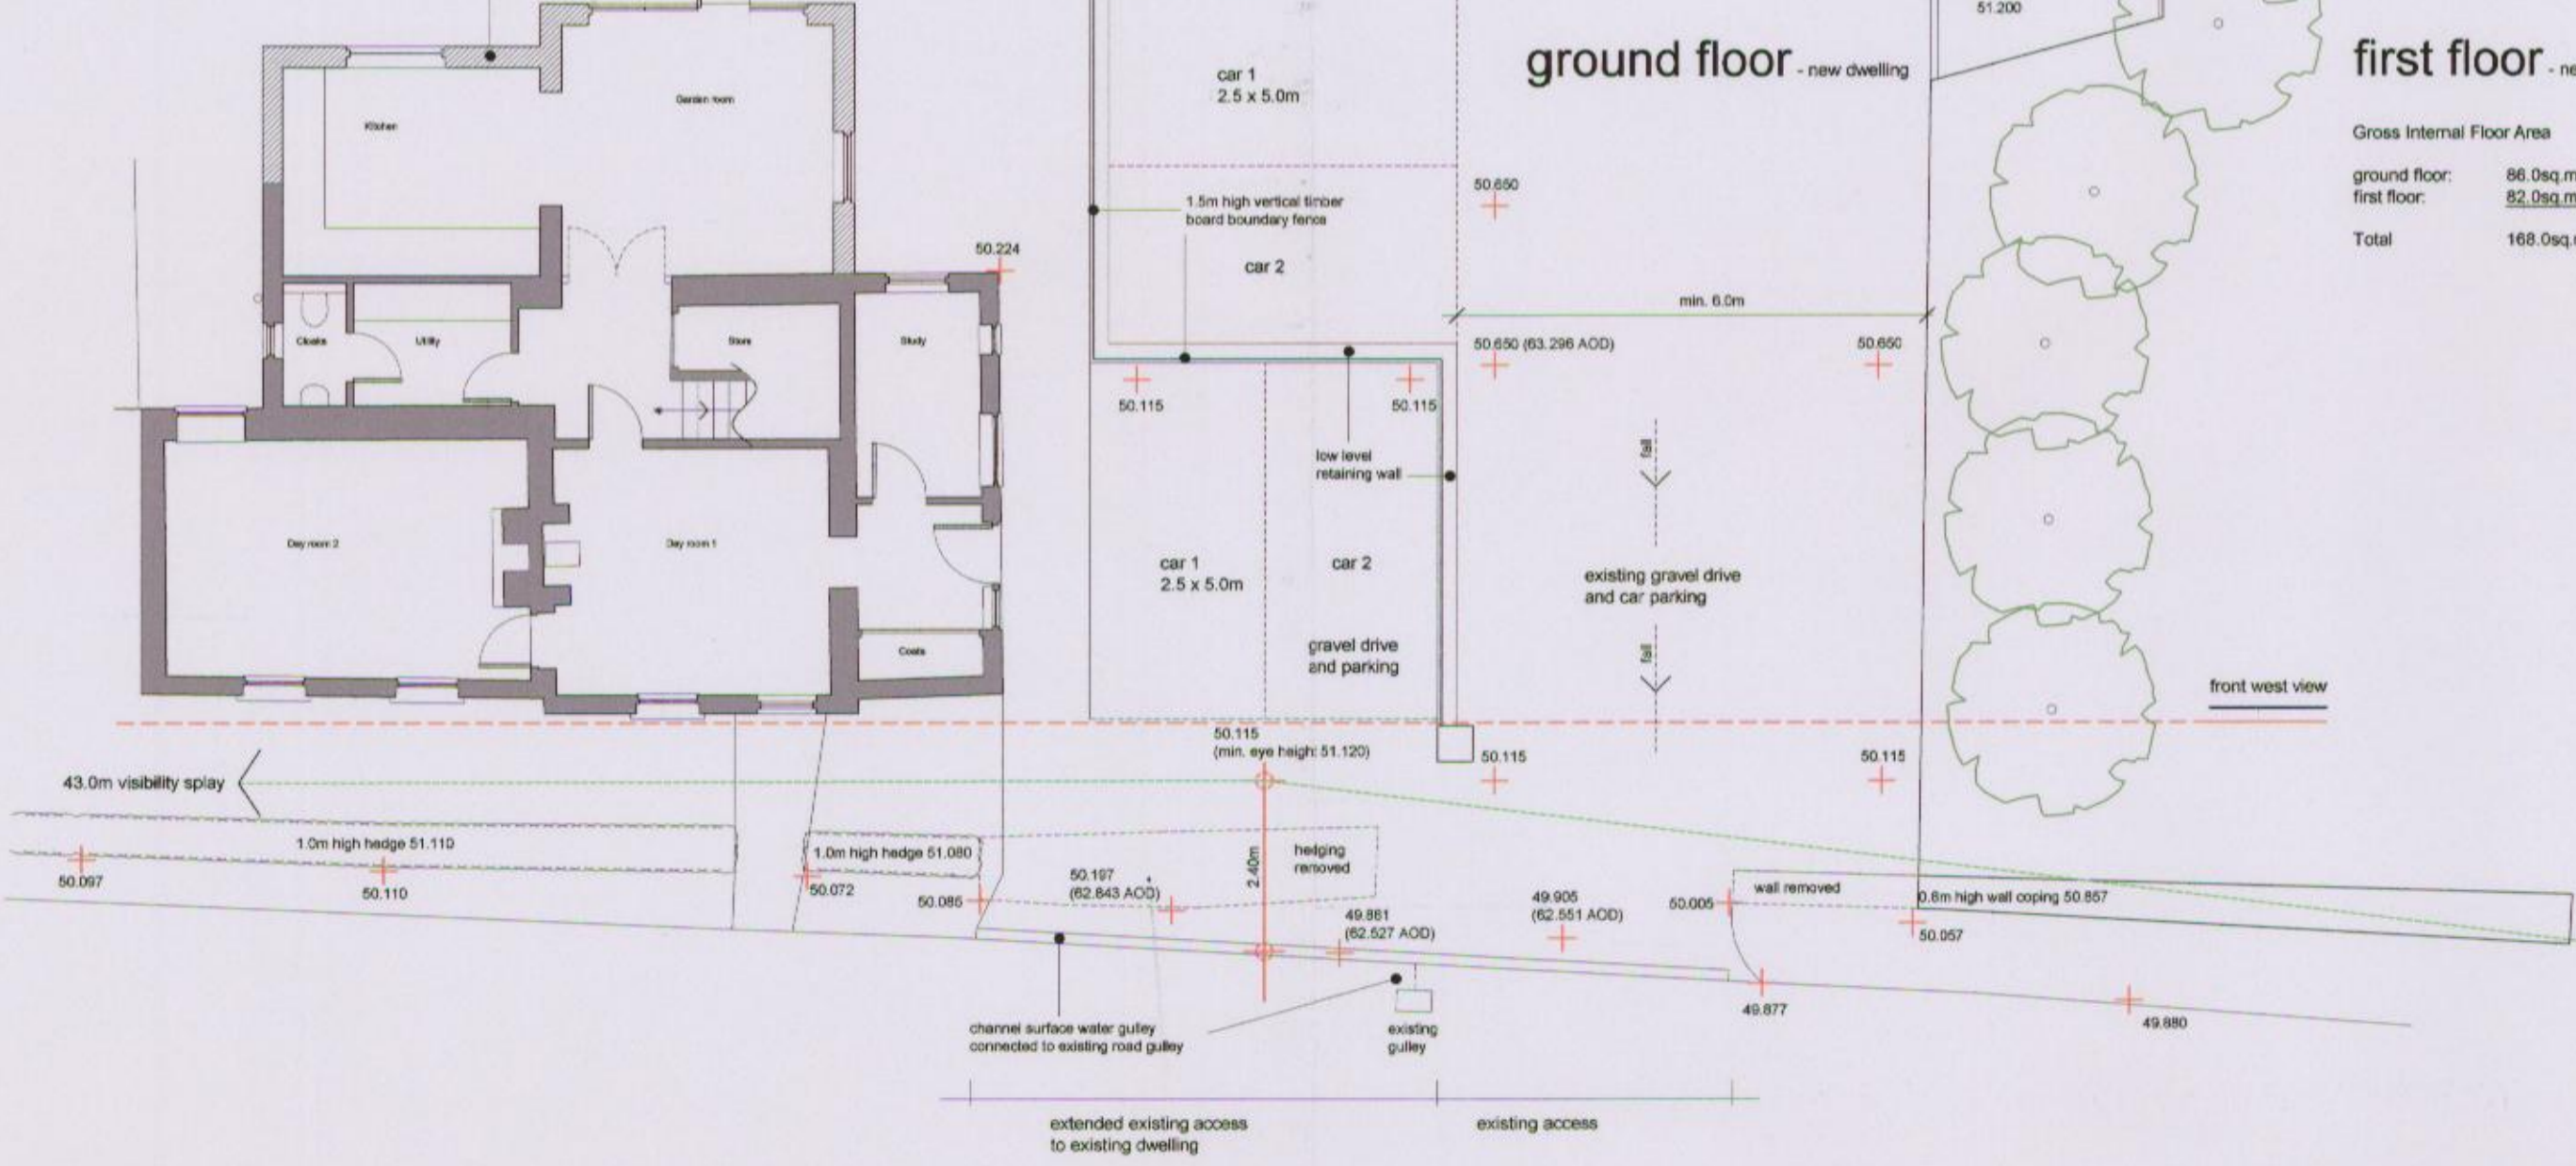 51.200
ground floor - new dwelling
first floor
Gross Internal Floor Area
ground floor: 86.0sq.m
first floor: 82.0sq.m
Total 168.0sq.
car 1
2.5 x 5.0m
Garden room
Kitchen
50.650
1.5m high vertical timber
board boundary fence
50.224
car 2
min. 6.0m
Cloaks
Utility
Store
Study
50.650 (63.296 AOD)
50.650
50.115
50.115
fall
low level
retaining wall
Day room 2
Day room 1
car 1
2.5 x 5.0m
car 2
existing gravel drive
and car parking
Coats
gravel drive
and parking
fall
front west view
50.115
(min. eye heigh: 51.120)
50.115
50.115
43.0m visibility splay
1.0m high hedge 51.110
1.0m high hedge 51.080
2.40m
hedging
removed
50.097
50.110
50.072
50.085
50.197
(62.843 AOD)
49.861
(62.527 AOD)
49.905
(62.551 AOD)
50.005
wall removed
0.6m high wall coping 50.857
50.057
channel surface water gulley
connected to existing road gulley
existing
gulley
49.877
49.880
extended existing access
to existing dwelling
existing access